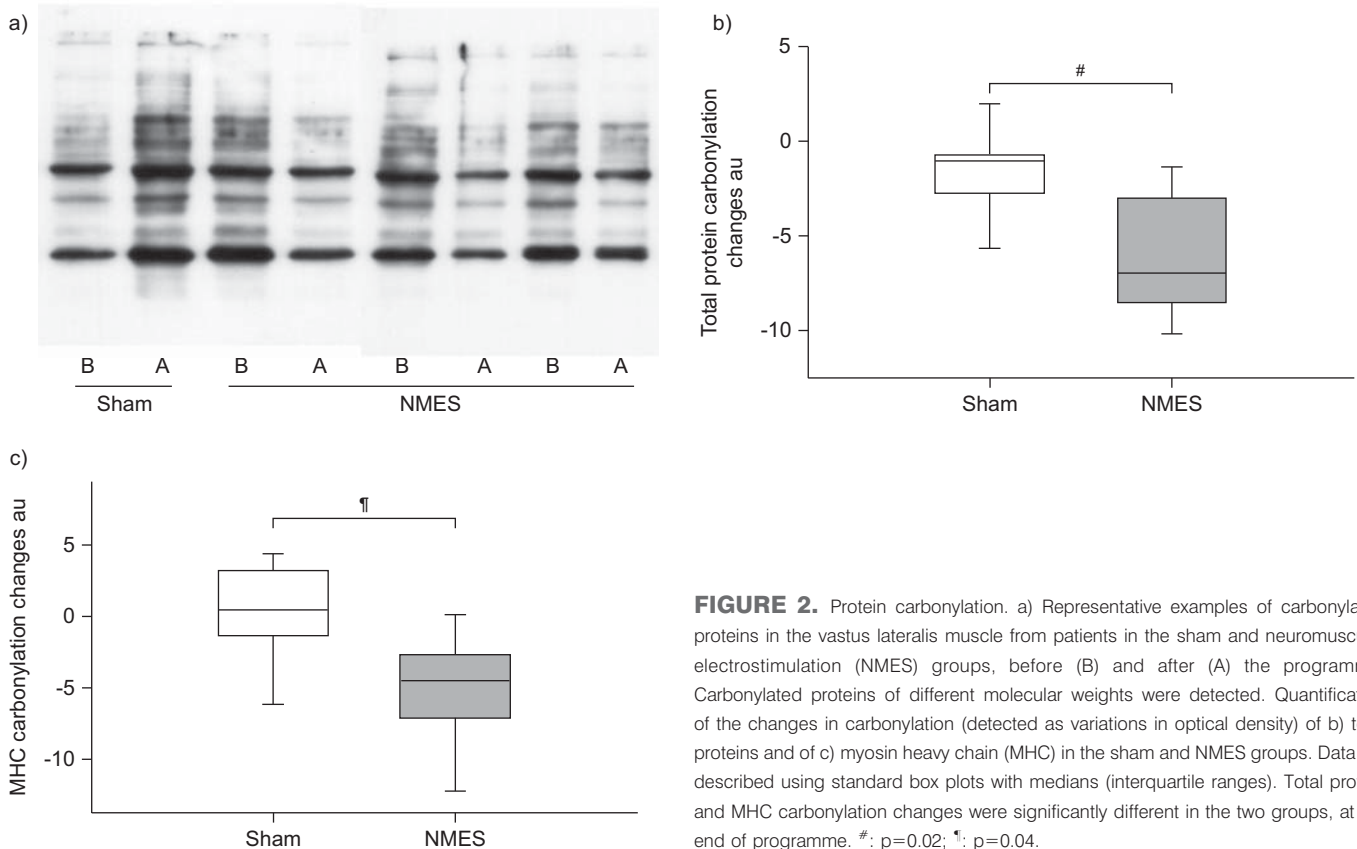 a)
B A B A B A B A
Sham NMES
b)
Total protein carbonylation
changes au
5
0
-5
-10
#
Sham NMES
c)
MHC carbonylation changes au
5
0
-5
-10
¶
Sham NMES
FIGURE 2. Protein carbonylation. a) Representative examples of carbonyla
proteins in the vastus lateralis muscle from patients in the sham and neuromusc
electrostimulation (NMES) groups, before (B) and after (A) the programm
Carbonylated proteins of different molecular weights were detected. Quantificat
of the changes in carbonylation (detected as variations in optical density) of b) t
proteins and of c) myosin heavy chain (MHC) in the sham and NMES groups. Data
described using standard box plots with medians (interquartile ranges). Total prot
and MHC carbonylation changes were significantly different in the two groups, at
end of programme. #: p=0.02; ¶: p=0.04.